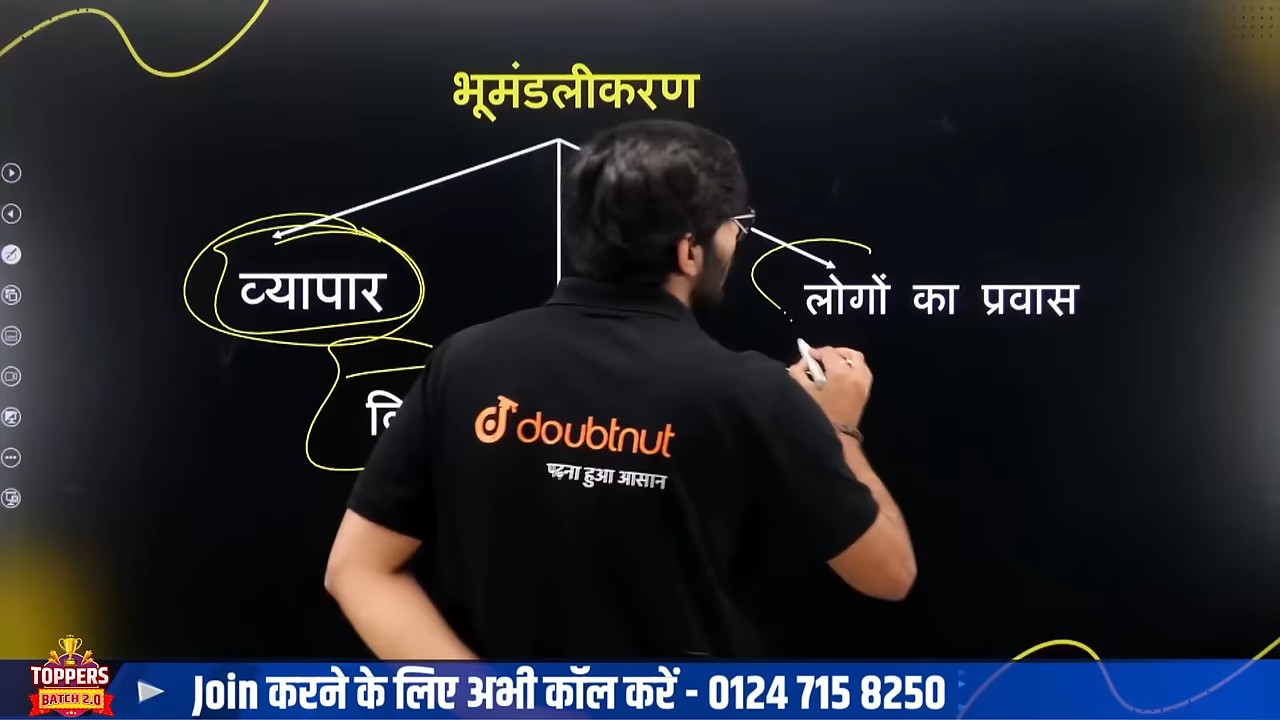 भूमंडलीकरण
व्यापार
लोगों का प्रवास
doubtnut
पढ़ना हुआ आसान
TOPPERS
BATCH 2.0
Join करने के लिए अभी कॉल करें - 0124 715 8250